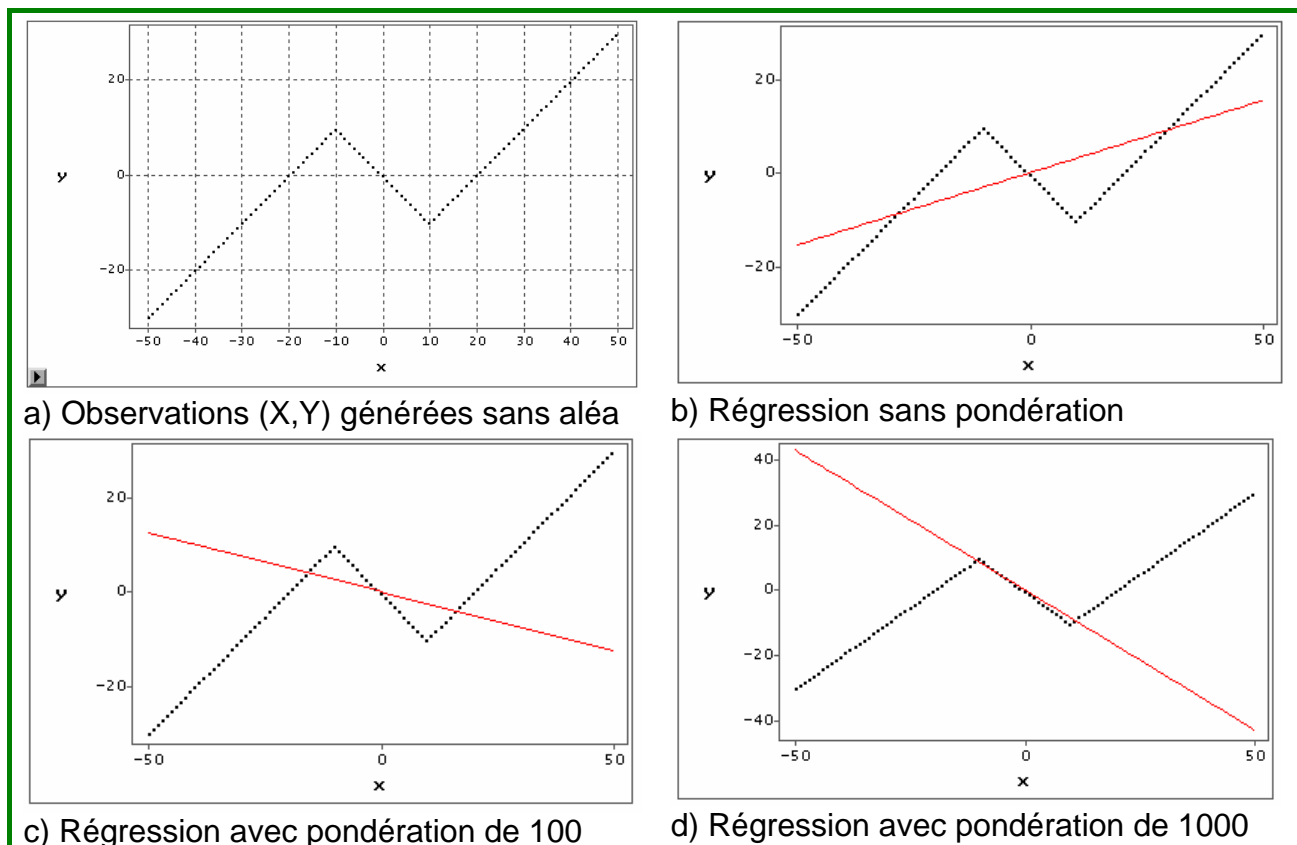 20
y
0
-20
-50 -40 -30 -20 -10 0 10 20 30 40 50
x
a) Observations (X,Y) générées sans aléa
20
y
0
-20
-50 0 50
x
b) Régression sans pondération
20
y
0
-20
-50 0 50
x
c) Régression avec pondération de 100
40
20
y
0
-20
-40
-50 0 50
x
d) Régression avec pondération de 1000